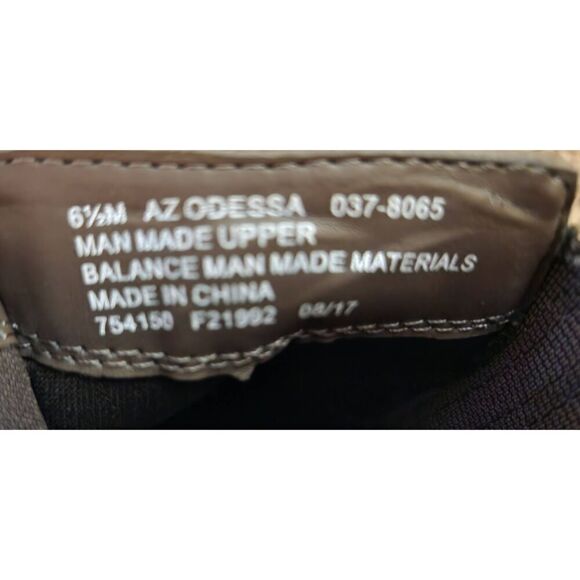 6½M AZ ODESSA 037-8065
MAN MADE UPPER
BALANCE MAN MADE MATERIALS
MADE IN CHINA
754150 F21992 08/17